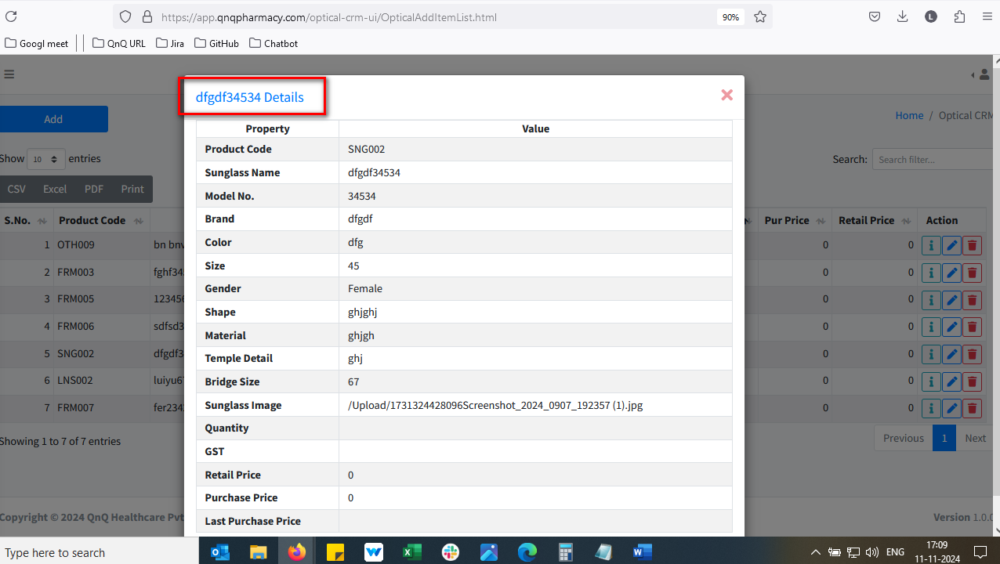 https://app.qnqpharmacy.com/optical-crm-ui/OpticalAddItemList.html 90% L
Googl meet QnQ URL Jira GitHub Chatbot
dfgdf34534 Details
Add
Home / Optical CRM
Show 10 entries
Search: Search filter...
CSV Excel PDF Print
S.No. Product Code Pur Price Retail Price Action
1 OTH009 bn bnv 0 0
2 FRM003 fghf34 0 0
3 FRM005 123456 0 0
4 FRM006 sdfsd3 0 0
5 SNG002 dfgdf3 0 0
6 LNS002 luiyu6 0 0
7 FRM007 fer234 0 0
Showing 1 to 7 of 7 entries
Previous 1 Next
Property Value
Product Code SNG002
Sunglass Name dfgdf34534
Model No. 34534
Brand dfgdf
Color dfg
Size 45
Gender Female
Shape ghjghj
Material ghjgh
Temple Detail ghj
Bridge Size 67
Sunglass Image /Upload/1731324428096Screenshot_2024_0907_192357 (1).jpg
Quantity
GST
Retail Price 0
Purchase Price 0
Last Purchase Price
Copyright © 2024 QnQ Healthcare Pvt
Version 1.0.0
Type here to search
ENG
17:09
11-11-2024